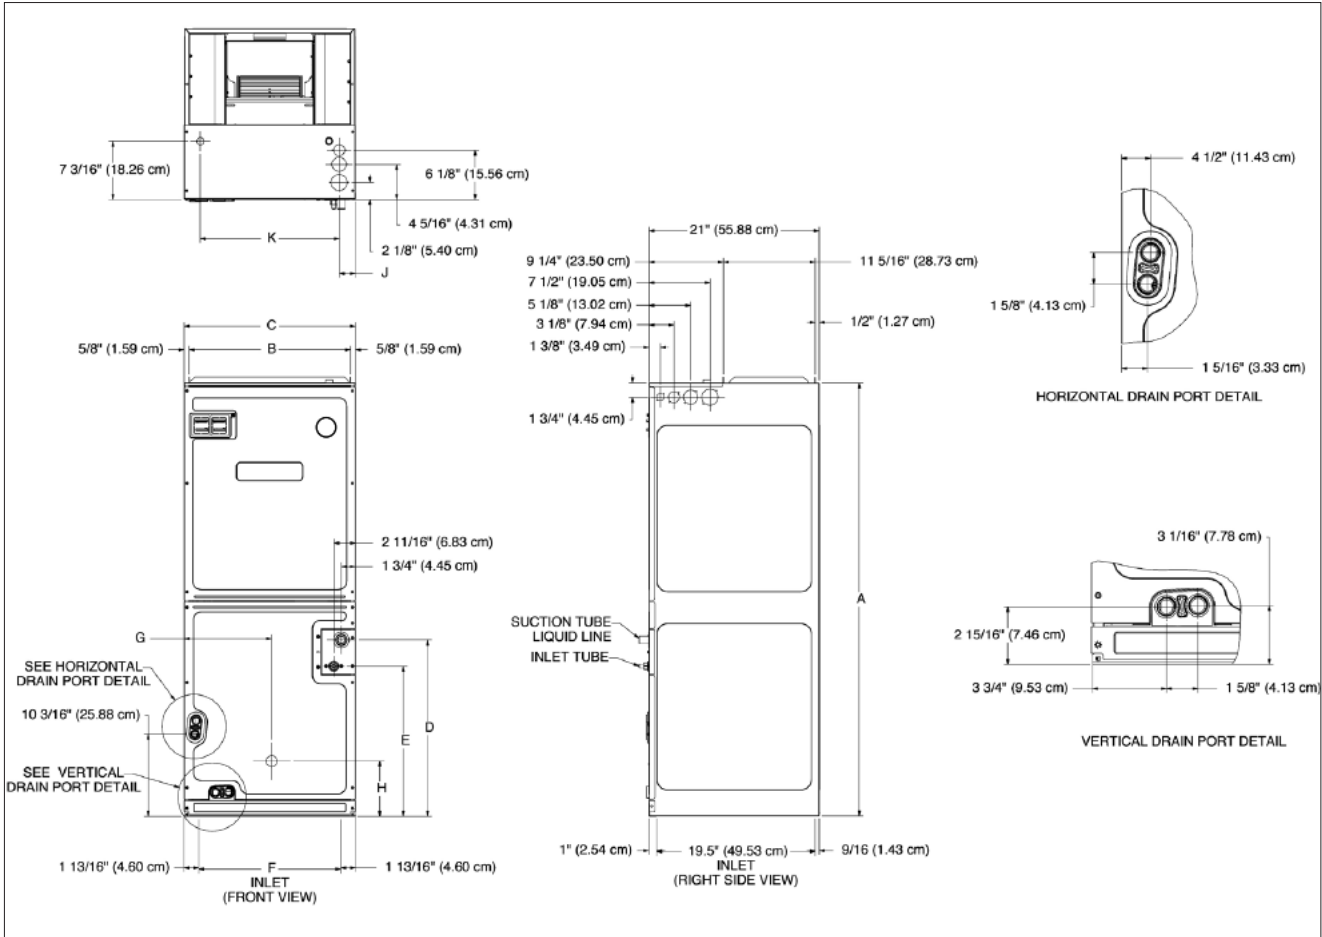 7 3/16" (18.26 cm)
6 1/8" (15.56 cm)
4 5/16" (4.31 cm)
K
2 1/8" (5.40 cm)
J
C
5/8" (1.59 cm)
B
5/8" (1.59 cm)
2 11/16" (6.83 cm)
1 3/4" (4.45 cm)
G
SEE HORIZONTAL
DRAIN PORT DETAIL
10 3/16" (25.88 cm)
D
E
SEE VERTICAL
DRAIN PORT DETAIL
H
1 13/16" (4.60 cm)
F
1 13/16" (4.60 cm)
INLET
(FRONT VIEW)
21" (55.88 cm)
9 1/4" (23.50 cm)
11 5/16" (28.73 cm)
7 1/2" (19.05 cm)
5 1/8" (13.02 cm)
3 1/8" (7.94 cm)
1/2" (1.27 cm)
1 3/8" (3.49 cm)
1 3/4" (4.45 cm)
A
SUCTION TUBE
LIQUID LINE
INLET TUBE
1" (2.54 cm)
19.5" (49.53 cm)
9/16 (1.43 cm)
INLET
(RIGHT SIDE VIEW)
4 1/2" (11.43 cm)
1 5/8" (4.13 cm)
1 5/16" (3.33 cm)
HORIZONTAL DRAIN PORT DETAIL
3 1/16" (7.78 cm)
2 15/16" (7.46 cm)
3 3/4" (9.53 cm)
1 5/8" (4.13 cm)
VERTICAL DRAIN PORT DETAIL